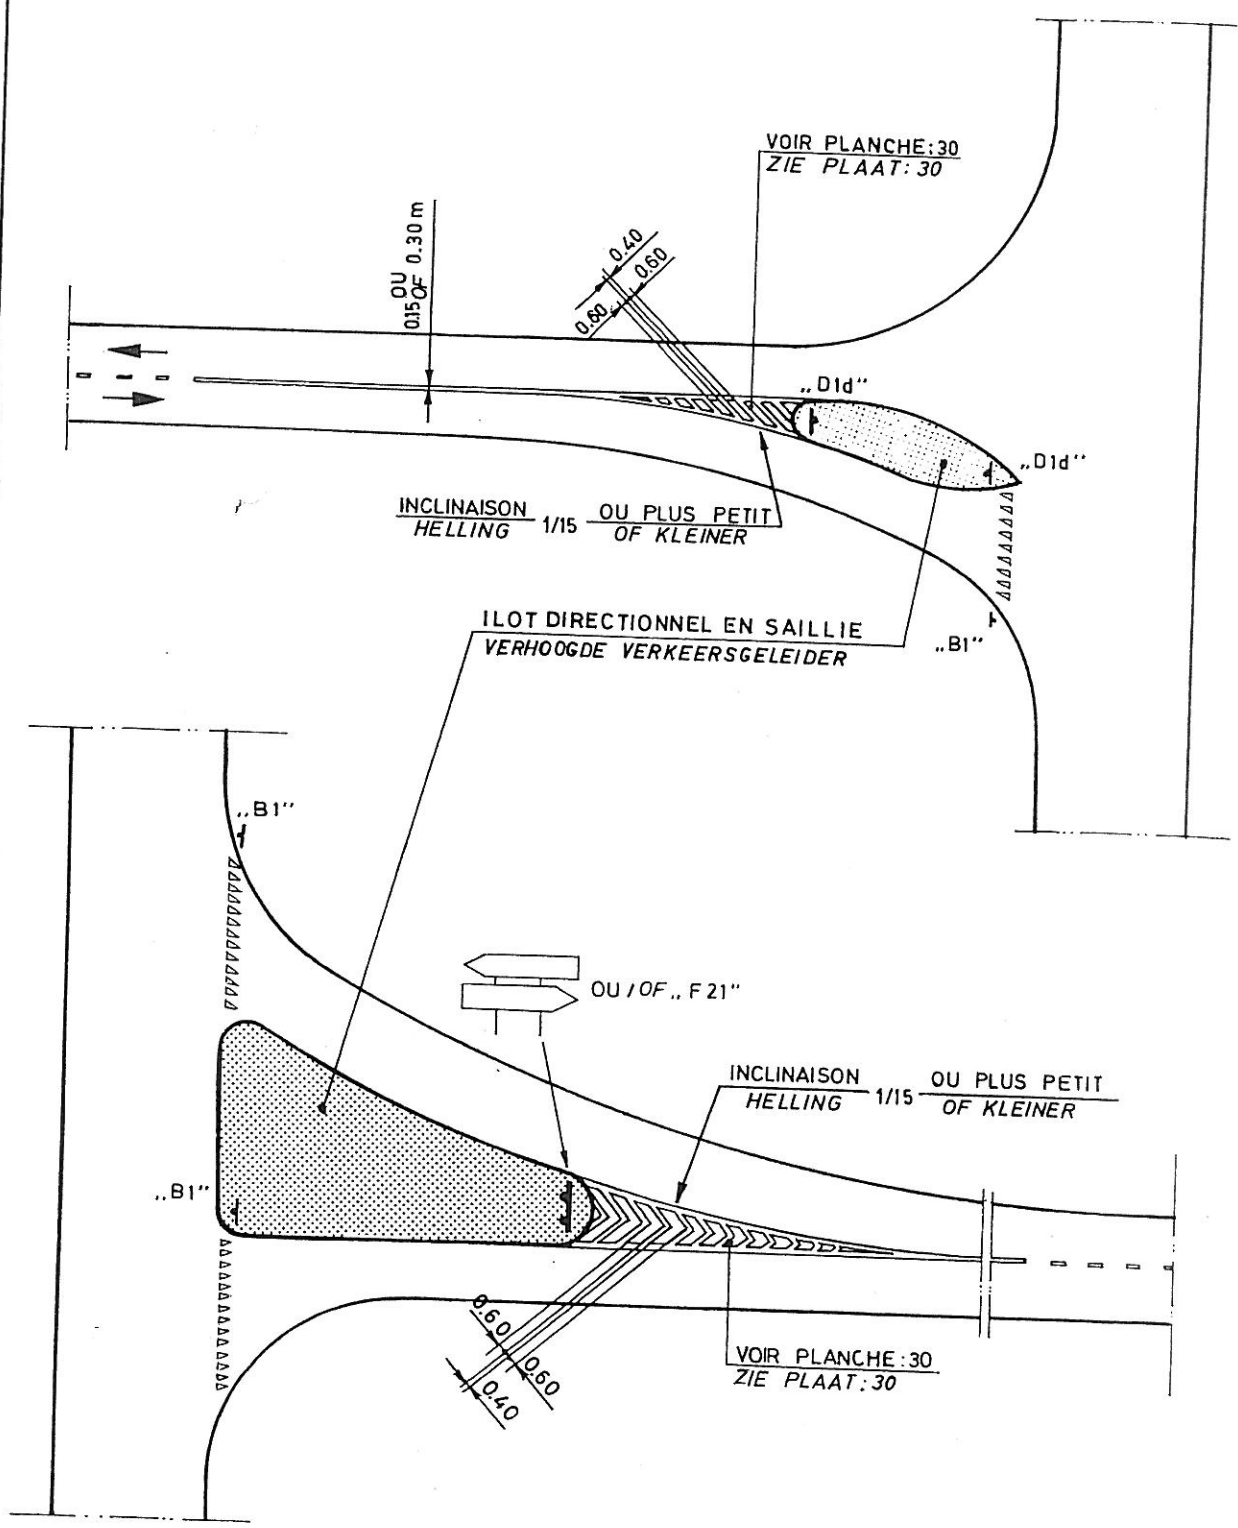 VOIR PLANCHE:30
ZIE PLAAT:30
0.15 OU OF 0.30 m
0.40
0.60
0.60
„D1d"
„D1d"
INCLINAISON
HELLING
1/15
OU PLUS PETIT
OF KLEINER
ILOT DIRECTIONNEL EN SAILLIE
VERHOOGDE VERKEERSGELEIDER
„B1"
„B1"
OU / OF „F21"
INCLINAISON
HELLING
1/15
OU PLUS PETIT
OF KLEINER
„B1"
0.60
0.60
0.40
VOIR PLANCHE:30
ZIE PLAAT:30